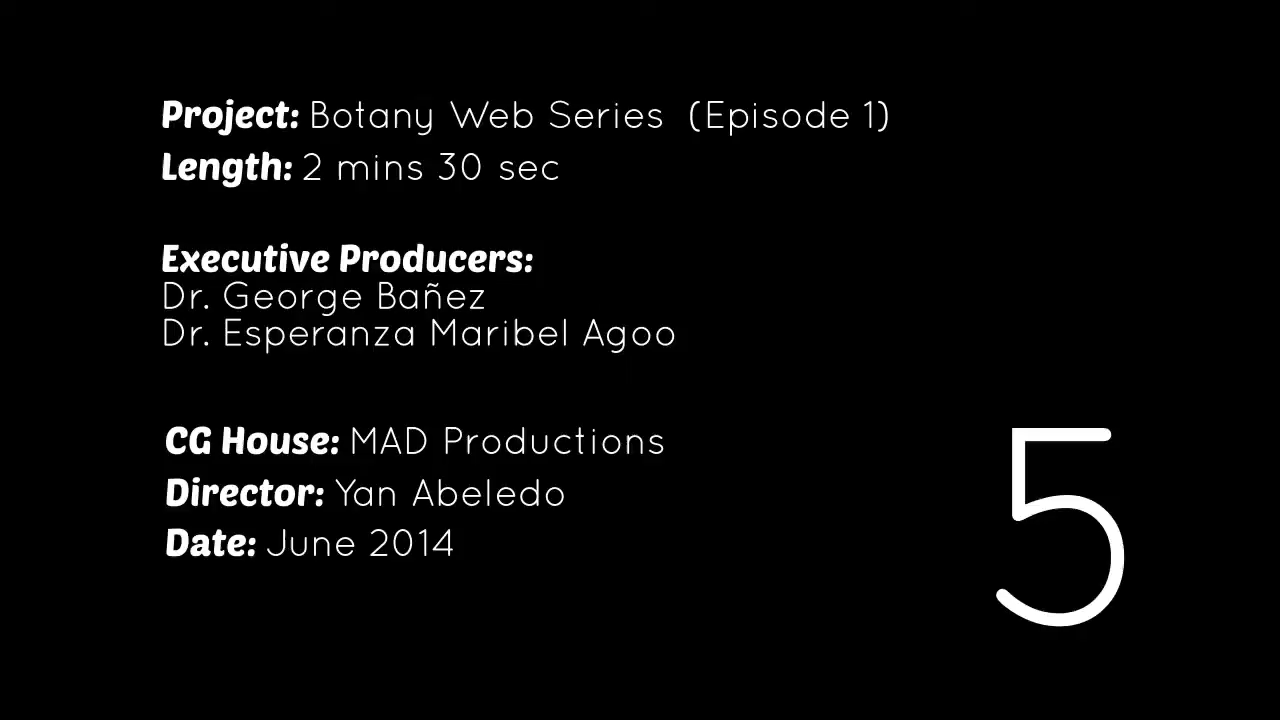 Project: Botany Web Series (Episode 1)
Length: 2 mins 30 sec
Executive Producers:
Dr. George Bañez
Dr. Esperanza Maribel Agoo
CG House: MAD Productions
Director: Yan Abeledo
Date: June 2014
5